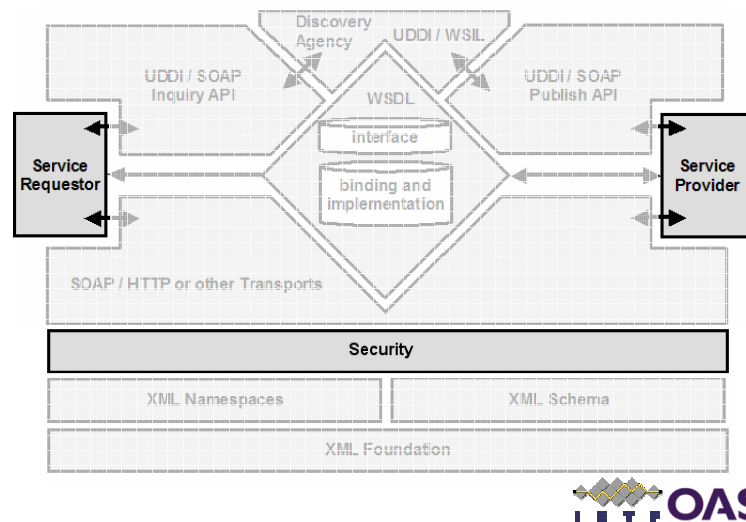 Discovery
Agency
UDDI / WSIL
UDDI / SOAP
Inquiry API
UDDI / SOAP
Publish API
WSDL
interface
Service
Requestor
Service
Provider
binding and
implementation
SOAP / HTTP or other Transports
Security
XML Namespaces
XML Schema
XML Foundation
I E T F
OAS